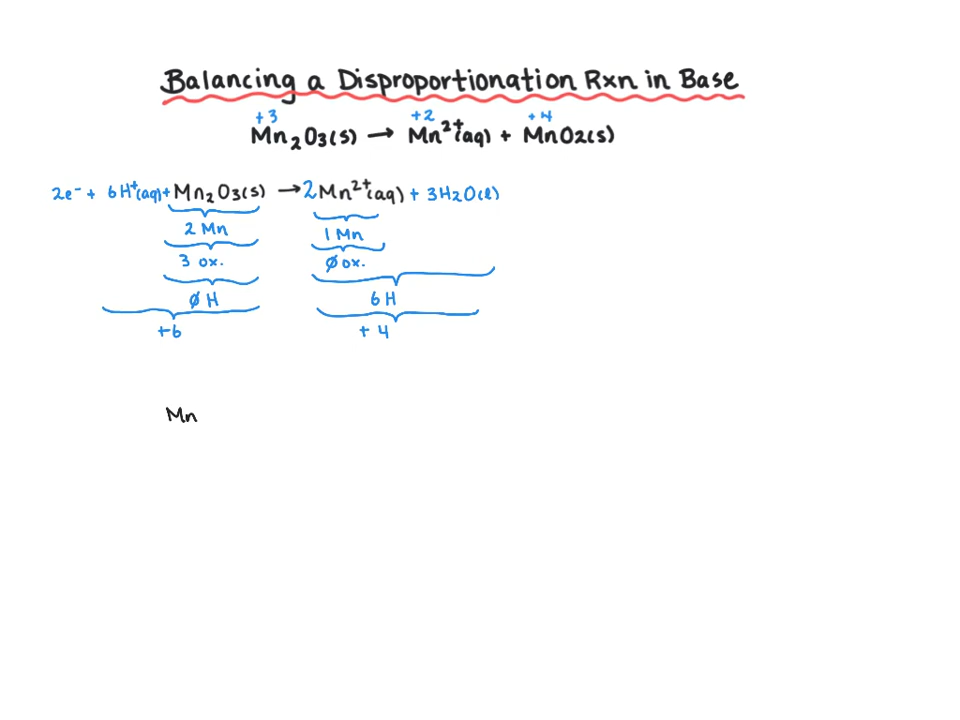 Balancing a Disproportionation Rxn in Base
+3 +2 +4
Mn₂O₃(s) → Mn²⁺(aq) + MnO2(s)
2e⁻ + 6H⁺(aq)+Mn₂O₃(s) → 2Mn²⁺(aq) + 3H₂O(l)
2 Mn 1 Mn
3 ox. ∅ ox.
∅ H 6 H
+6 +4
Mn